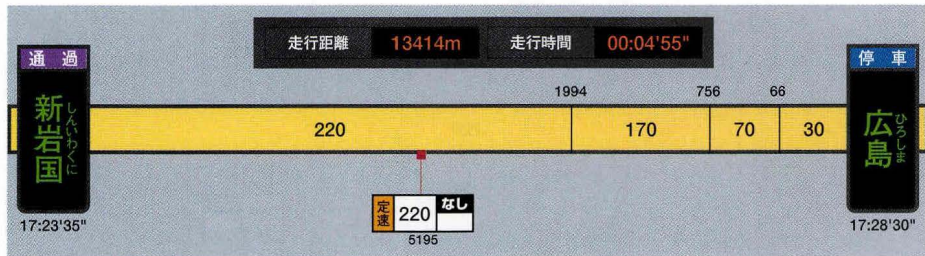 走行距離 13414m 走行時間 00:04'55"
通過
新岩国
しんいわくに
17:23'35"
1994 756 66
220 170 70 30
定速 220 なし
5195
停車
広島
ひろしま
17:28'30"